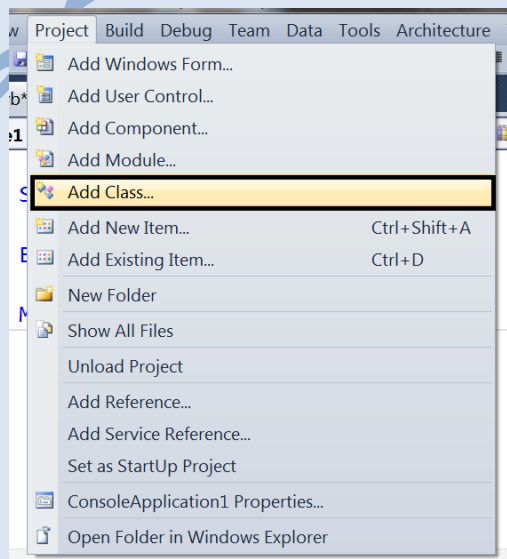 w Project Build Debug Team Data Tools Architecture
Add Windows Form...
Add User Control...
b*
Add Component...
e1
Add Module...
S Add Class...
Add New Item... Ctrl+Shift+A
E Add Existing Item... Ctrl+D
New Folder
M
Show All Files
Unload Project
Add Reference...
Add Service Reference...
Set as StartUp Project
ConsoleApplication1 Properties...
Open Folder in Windows Explorer